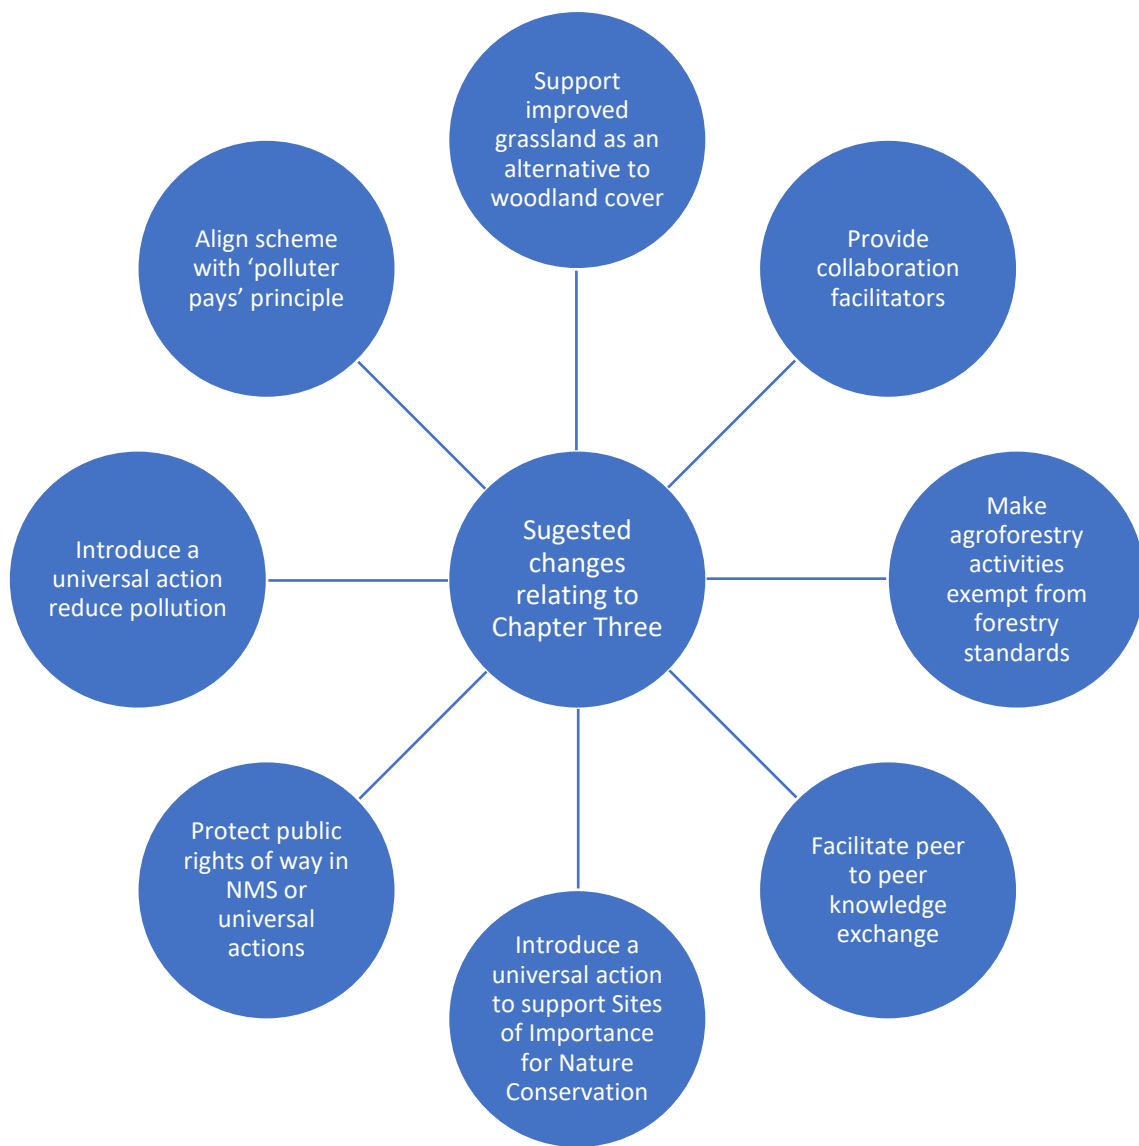 Support
improved
grassland as an
alternative to
woodland cover
Align scheme
with ‘polluter
pays’ principle
Provide
collaboration
facilitators
Introduce a
universal action
reduce pollution
Sugested
changes
relating to
Chapter Three
Make
agroforestry
activities
exempt from
forestry
standards
Protect public
rights of way in
NMS or
universal
actions
Facilitate peer
to peer
knowledge
exchange
Introduce a
universal action
to support Sites
of Importance
for Nature
Conservation